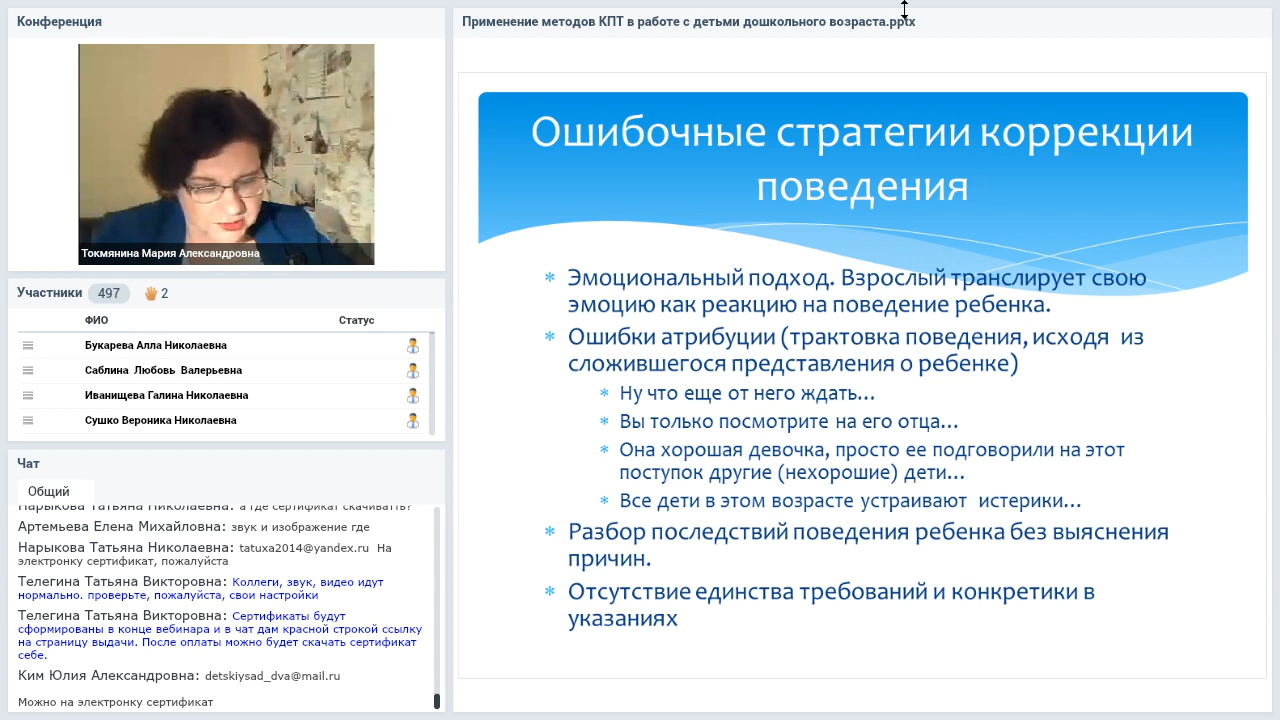 Конференция
Токмянина Мария Александровна
Участники 497 2
ФИО Статус
Букарева Алла Николаевна
Саблина Любовь Валерьевна
Иванищева Галина Николаевна
Сушко Вероника Николаевна
Чат
Общий
Нарыкова Татьяна Николаевна: а где сертификат скачивать?
Артемьева Елена Михайловна: звук и изображение где
Нарыкова Татьяна Николаевна: tatuxa2014@yandex.ru На
электронку сертификат, пожалуйста
Телегина Татьяна Викторовна: Коллеги, звук, видео идут
нормально. проверьте, пожалуйста, свои настройки
Телегина Татьяна Викторовна: Сертификаты будут
сформированы в конце вебинара и в чат дам красной строкой ссылку
на страницу выдачи. После оплаты можно будет скачать сертификат
себе.
Ким Юлия Александровна: detskiysad_dva@mail.ru
Можно на электронку сертификат
Применение методов КПТ в работе с детьми дошкольного возраста.pptx
Ошибочные стратегии коррекции
поведения
* Эмоциональный подход. Взрослый транслирует свою
эмоцию как реакцию на поведение ребенка.
* Ошибки атрибуции (трактовка поведения, исходя из
сложившегося представления о ребенке)
* Ну что еще от него ждать...
* Вы только посмотрите на его отца...
* Она хорошая девочка, просто ее подговорили на этот
поступок другие (нехорошие) дети...
* Все дети в этом возрасте устраивают истерики...
* Разбор последствий поведения ребенка без выяснения
причин.
* Отсутствие единства требований и конкретики в
указаниях